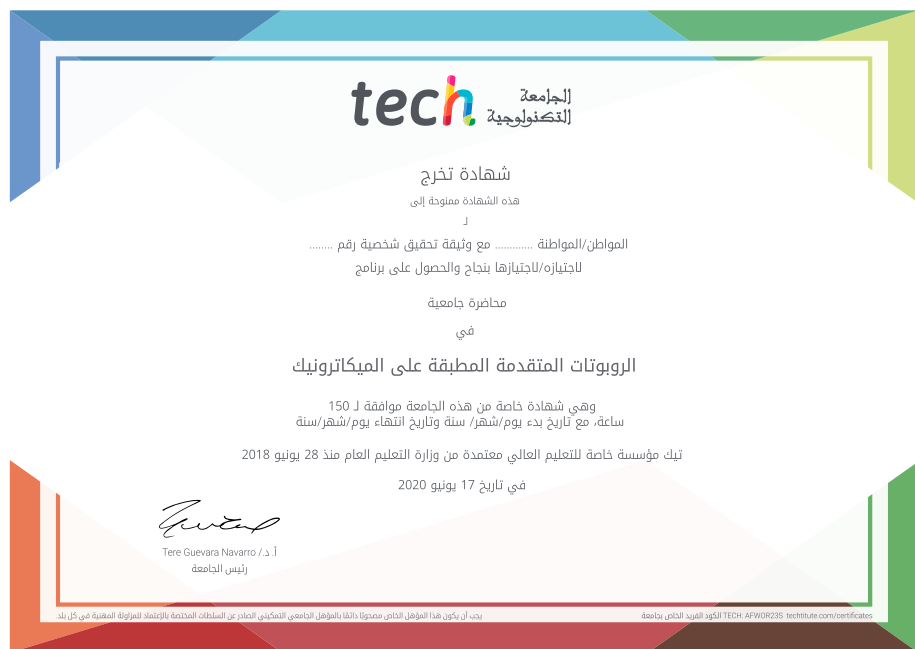 tech
الجامعة
التكنولوجية
شهادة تخرج
هذه الشهادة ممنوحة إلى
لـ
المواطن/المواطنة ............. مع وثيقة تحقيق شخصية رقم ........
لاجتيازه/لاجتيازها بنجاح والحصول على برنامج
محاضرة جامعية
في
الروبوتات المتقدمة المطبقة على الميكاترونيك
وهي شهادة خاصة من هذه الجامعة موافقة لـ 150
ساعة، مع تاريخ بدء يوم/شهر/ سنة وتاريخ انتهاء يوم/شهر/سنة
تيك مؤسسة خاصة للتعليم العالي معتمدة من وزارة التعليم العام منذ 28 يونيو 2018
في تاريخ 17 يونيو 2020
أ. د./ Tere Guevara Navarro
رئيس الجامعة
يجب أن يكون هذا المؤهل الخاص مصحوبًا دائمًا بالمؤهل الجامعي التمكيني الصادر عن السلطات المختصة بالإعتماد للمزاولة المهنية في كل بلد.
الكود الفريد الخاص بجامعة TECH: AFWOR23S techtitute.com/certificates